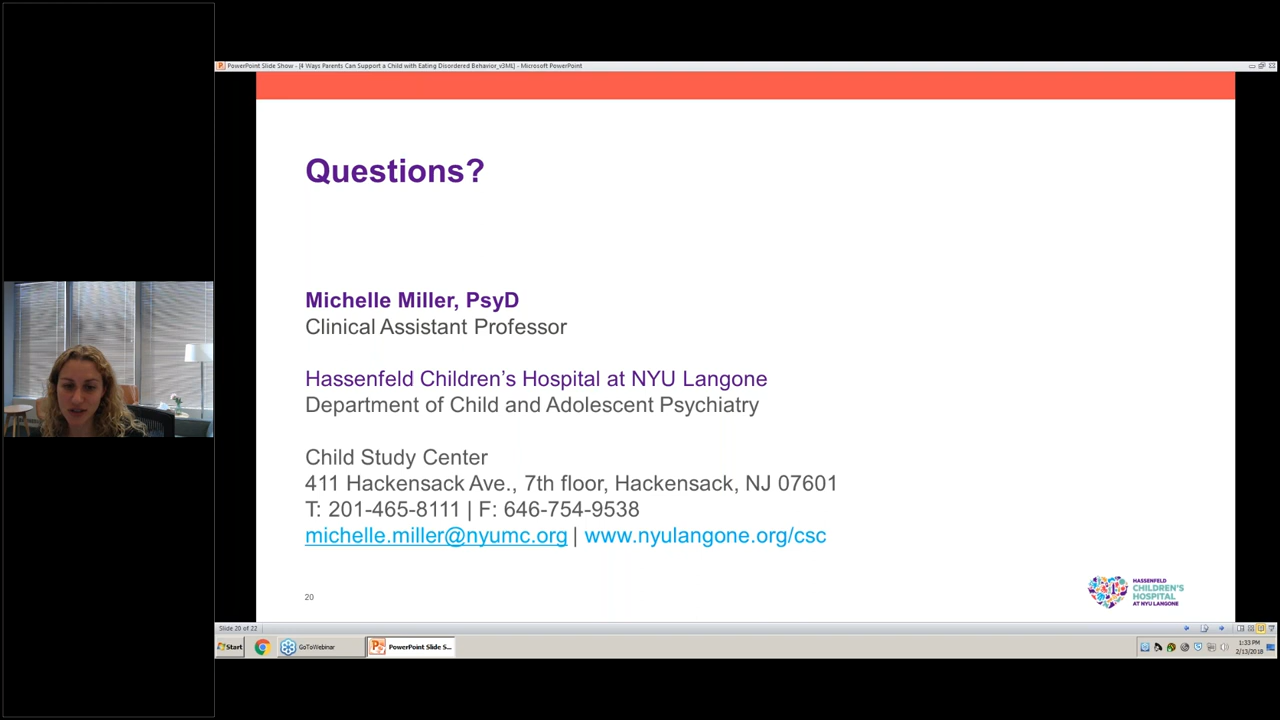 PowerPoint Slide Show - [4 Ways Parents Can Support a Child with Eating Disordered Behavior_v3ML] - Microsoft PowerPoint
Questions?
Michelle Miller, PsyD
Clinical Assistant Professor
Hassenfeld Children’s Hospital at NYU Langone
Department of Child and Adolescent Psychiatry
Child Study Center
411 Hackensack Ave., 7th floor, Hackensack, NJ 07601
T: 201-465-8111 | F: 646-754-9538
michelle.miller@nyumc.org | www.nyulangone.org/csc
20
HASSENFELD
CHILDREN'S
HOSPITAL
AT NYU LANGONE
Slide 20 of 22
Start
GoToWebinar
PowerPoint Slide S...
1:33 PM
2/13/2018